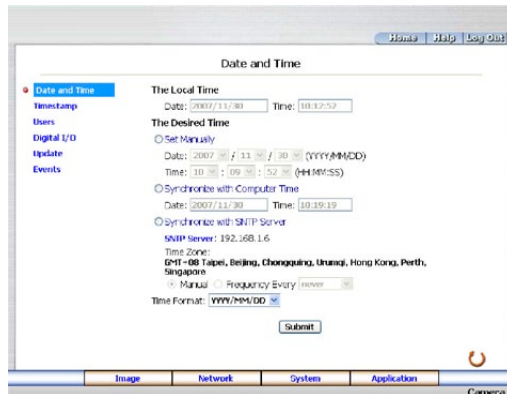 Home Help Log Out
Date and Time
Date and Time
Timestamp
Users
Digital I/O
Update
Events
The Local Time
Date: 2007/11/30 Time: 10:12:52
The Desired Time
Set Manually
Date: 2007 / 11 / 30 (YYYY/MM/DD)
Time: 10 : 09 : 52 (HH:MM:SS)
Synchronize with Computer Time
Date: 2007/11/30 Time: 10:19:19
Synchronize with SNTP Server
SNTP Server: 192.168.1.6
Time Zone:
GMT+08 Taipei, Beijing, Chongquing, Urumqi, Hong Kong, Perth,
Singapore
Manual Frequency Every never
Time Format: YYYY/MM/DD
Submit
Image Network System Application
Camera